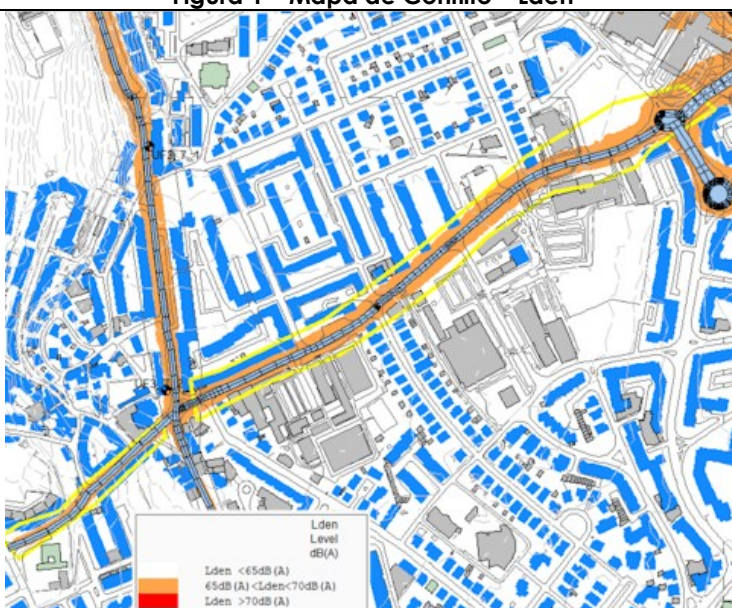 Figura 1 – Mapa de Conflito – Lden
Lden
Level
dB(A)
Lden <65dB(A)
65dB(A)<Lden<70dB(A)
Lden >70dB(A)